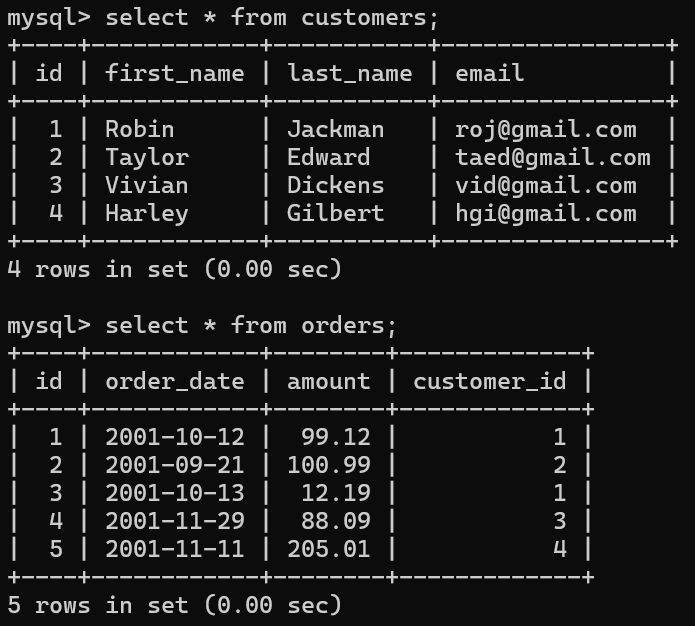 mysql> select * from customers;
+----+------------+-----------+----------------+
| id | first_name | last_name | email          |
+----+------------+-----------+----------------+
|  1 | Robin      | Jackman   | roj@gmail.com  |
|  2 | Taylor     | Edward    | taed@gmail.com |
|  3 | Vivian     | Dickens   | vid@gmail.com  |
|  4 | Harley     | Gilbert   | hgi@gmail.com  |
+----+------------+-----------+----------------+
4 rows in set (0.00 sec)

mysql> select * from orders;
+----+------------+--------+-------------+
| id | order_date | amount | customer_id |
+----+------------+--------+-------------+
|  1 | 2001-10-12 |  99.12 |           1 |
|  2 | 2001-09-21 | 100.99 |           2 |
|  3 | 2001-10-13 |  12.19 |           1 |
|  4 | 2001-11-29 |  88.09 |           3 |
|  5 | 2001-11-11 | 205.01 |           4 |
+----+------------+--------+-------------+
5 rows in set (0.00 sec)